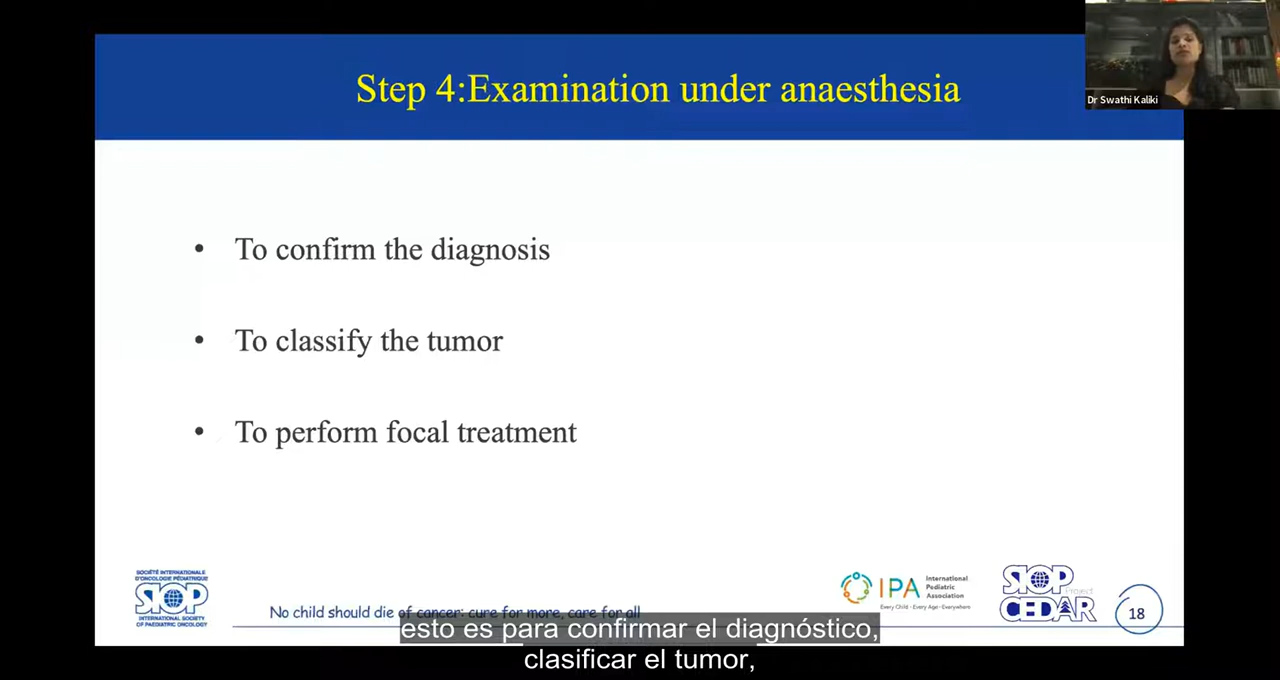 Step 4:Examination under anaesthesia
Dr Swathi Kaliki
• To confirm the diagnosis
• To classify the tumor
• To perform focal treatment
SOCIÉTÉ INTERNATIONALE
D'ONCOLOGIE PÉDIATRIQUE
SIOP
INTERNATIONAL SOCIETY
OF PAEDIATRIC ONCOLOGY
No child should die of cancer: cure for more, care for all
IPA
International
Pediatric
Association
Every Child - Every Age - Everywhere
SIOP
Project
CEDAR
18
esto es para confirmar el diagnóstico,
clasificar el tumor,